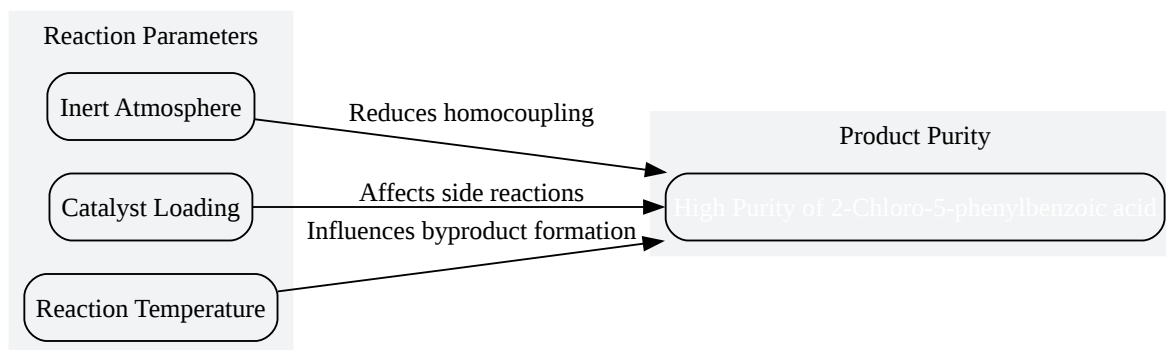 Reaction Parameters
Inert Atmosphere
Catalyst Loading
Reaction Temperature
Reduces homocoupling
Affects side reactions
Influences byproduct formation
Product Purity
High Purity of 2-Chloro-5-phenylbenzoic acid